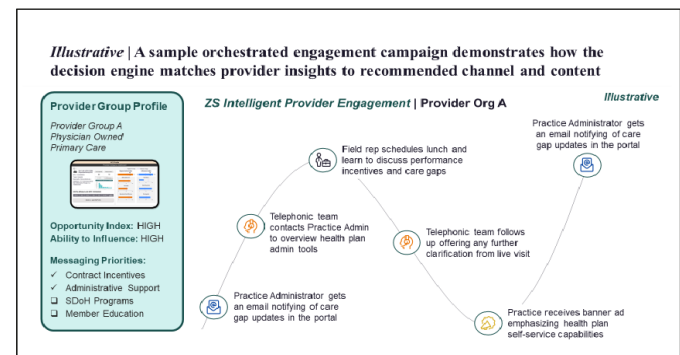 Illustrative | A sample orchestrated engagement campaign demonstrates how the
decision engine matches provider insights to recommended channel and content
Provider Group Profile
Provider Group A
Physician Owned
Primary Care
Opportunity Index: HIGH
Ability to Influence: HIGH
Messaging Priorities:
✓ Contract Incentives
✓ Administrative Support
❑ SDoH Programs
❑ Member Education
ZS Intelligent Provider Engagement | Provider Org A
Illustrative
Practice Administrator gets
an email notifying of care
gap updates in the portal
Telephonic team
contacts Practice Admin
to overview health plan
admin tools
Field rep schedules lunch and
learn to discuss performance
incentives and care gaps
Telephonic team follows
up offering any further
clarification from live visit
Practice receives banner ad
emphasizing health plan
self-service capabilities
Practice Administrator gets
an email notifying of care
gap updates in the portal